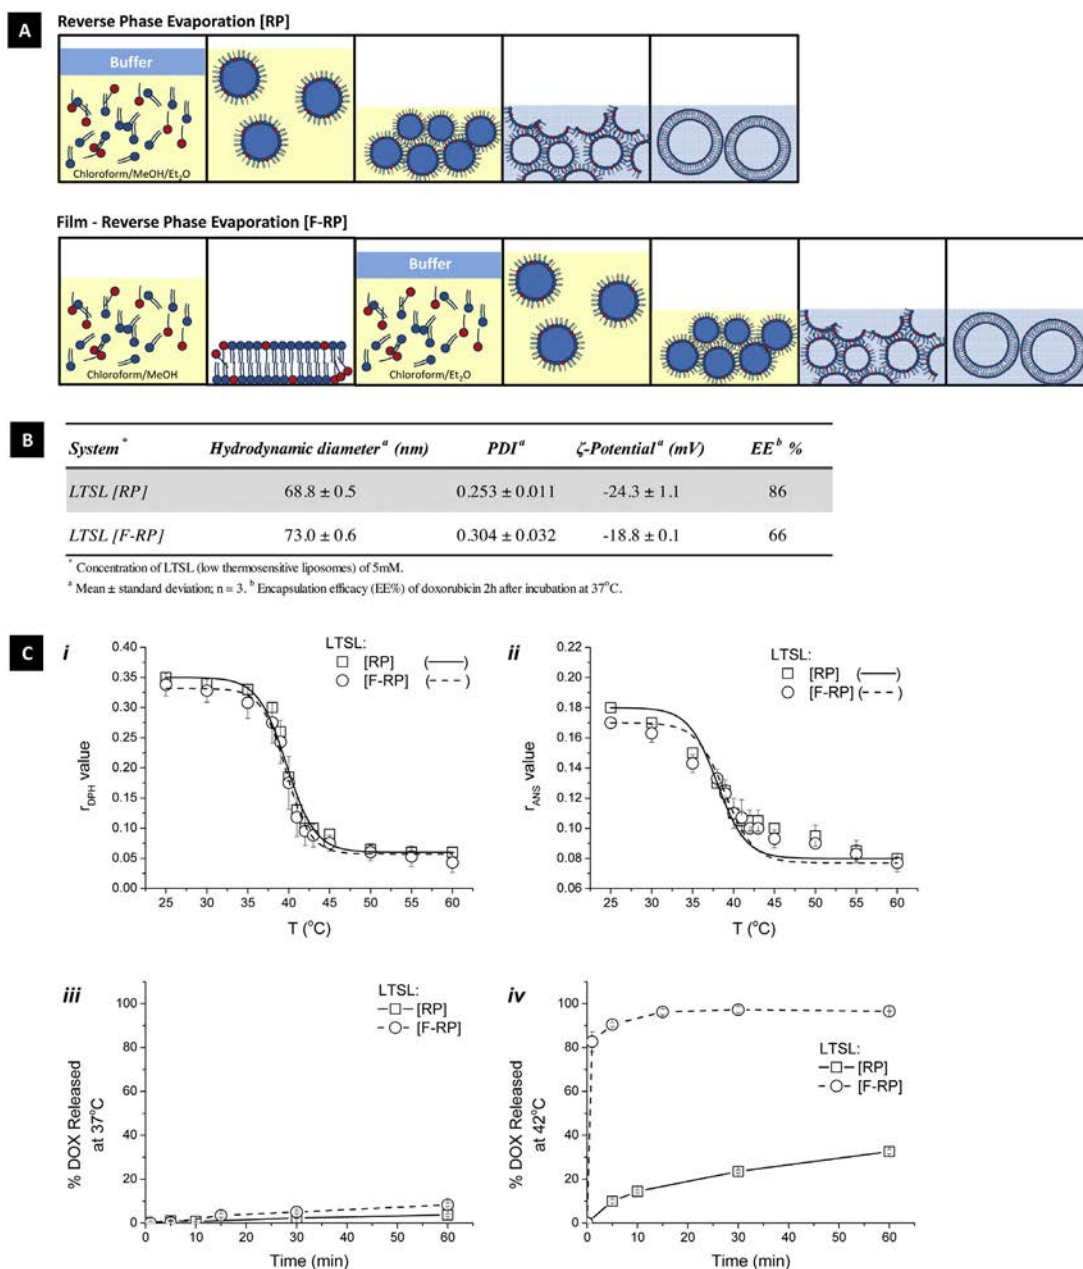 A
Reverse Phase Evaporation [RP]
Buffer
Chloroform/MeOH/Et₂O
Film - Reverse Phase Evaporation [F-RP]
Buffer
Chloroform/MeOH
Chloroform/Et₂O
B
System* Hydrodynamic diameterᵃ (nm) PDIᵃ ζ-Potentialᵃ (mV) EEᵇ %
LTSL [RP] 68.8 ± 0.5 0.253 ± 0.011 -24.3 ± 1.1 86
LTSL [F-RP] 73.0 ± 0.6 0.304 ± 0.032 -18.8 ± 0.1 66
* Concentration of LTSL (low thermosensitive liposomes) of 5mM.
ᵃ Mean ± standard deviation; n = 3. ᵇ Encapsulation efficacy (EE%) of doxorubicin 2h after incubation at 37°C.
C
i
LTSL:
[RP] (—)
[F-RP] (---)
0.40
0.35
0.30
0.25
0.20
0.15
0.10
0.05
0.00
r_DPH value
25 30 35 40 45 50 55 60
T (°C)
ii
LTSL:
[RP] (—)
[F-RP] (---)
0.22
0.20
0.18
0.16
0.14
0.12
0.10
0.08
0.06
r_ANS value
25 30 35 40 45 50 55 60
T (°C)
iii
LTSL:
[RP]
[F-RP]
100
80
60
40
20
0
% DOX Released
at 37°C
0 10 20 30 40 50 60
Time (min)
iv
LTSL:
[RP]
[F-RP]
100
80
60
40
20
0
% DOX Released
at 42°C
0 10 20 30 40 50 60
Time (min)